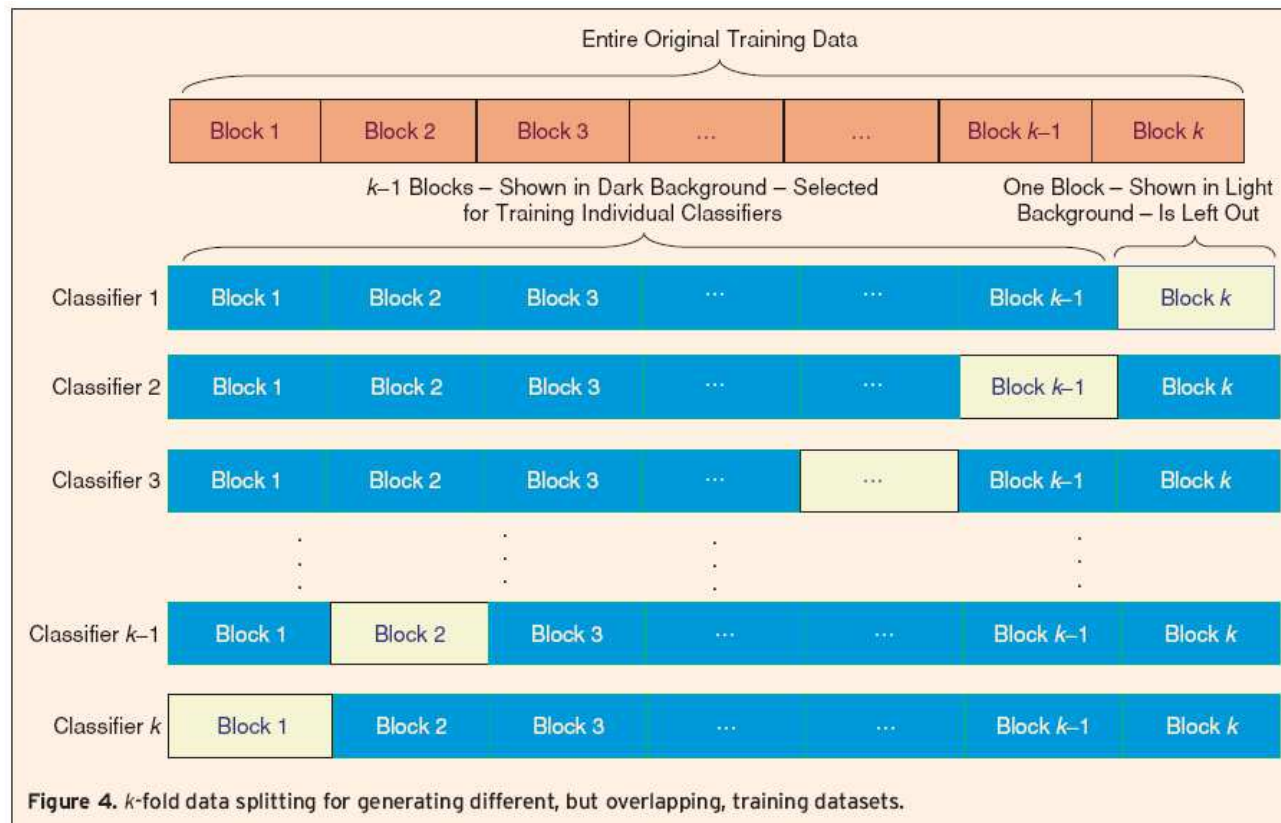 Entire Original Training Data
Block 1 Block 2 Block 3 ... ... Block k–1 Block k
k–1 Blocks – Shown in Dark Background – Selected
for Training Individual Classifiers
One Block – Shown in Light
Background – Is Left Out
Classifier 1 Block 1 Block 2 Block 3 ... ... Block k–1 Block k
Classifier 2 Block 1 Block 2 Block 3 ... ... Block k–1 Block k
Classifier 3 Block 1 Block 2 Block 3 ... ... Block k–1 Block k
Classifier k–1 Block 1 Block 2 Block 3 ... ... Block k–1 Block k
Classifier k Block 1 Block 2 Block 3 ... ... Block k–1 Block k
Figure 4. k-fold data splitting for generating different, but overlapping, training datasets.